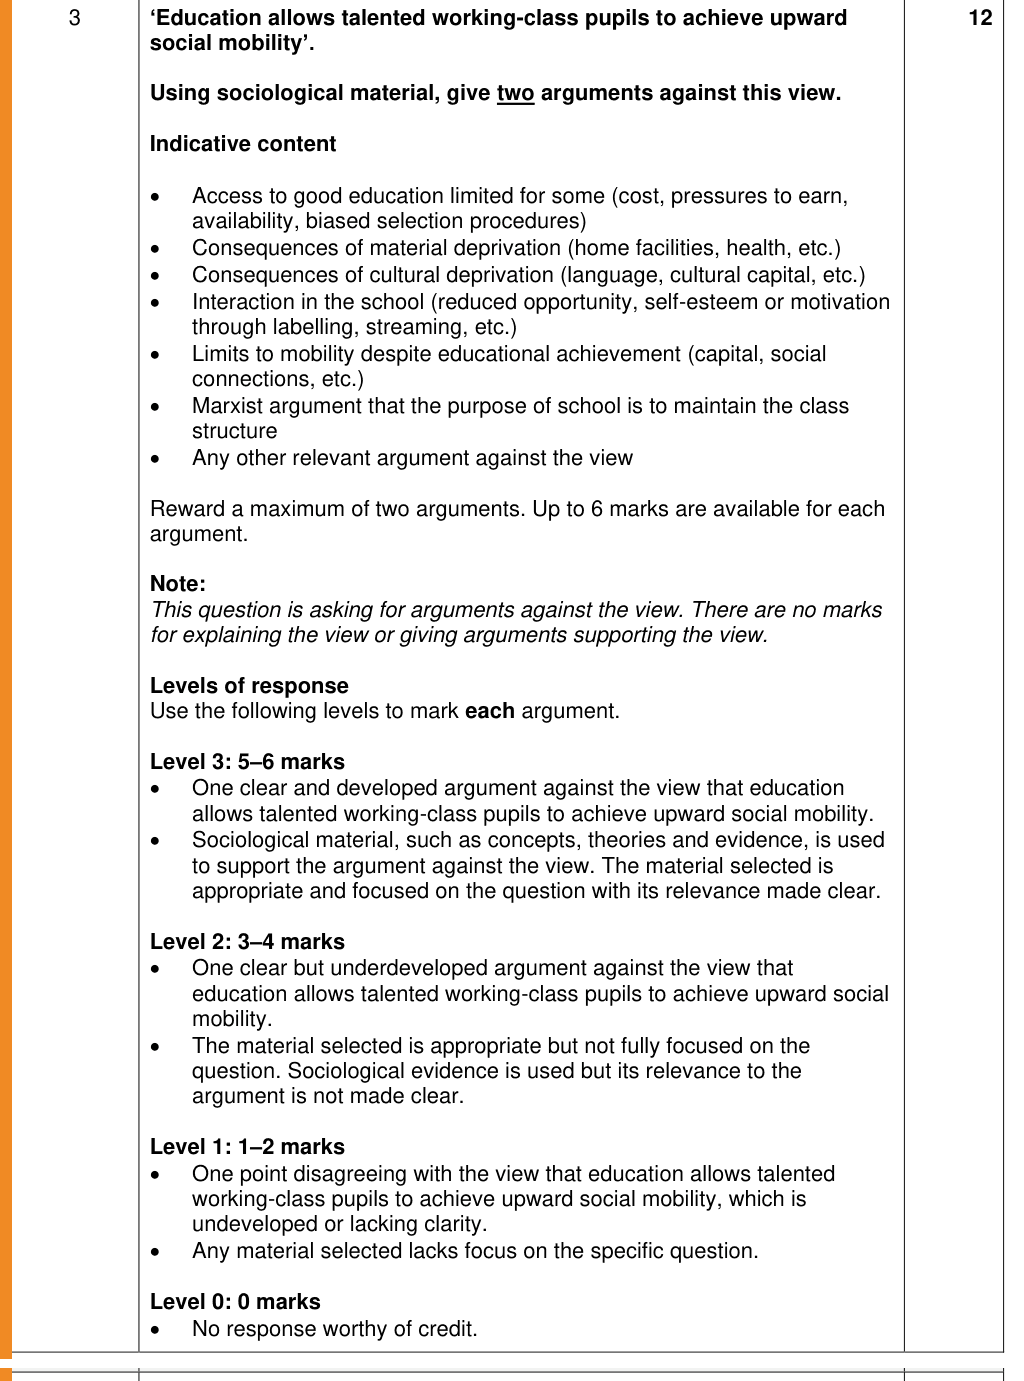 3 ‘Education allows talented working-class pupils to achieve upward 12
social mobility’.
Using sociological material, give two arguments against this view.
Indicative content
• Access to good education limited for some (cost, pressures to earn,
availability, biased selection procedures)
• Consequences of material deprivation (home facilities, health, etc.)
• Consequences of cultural deprivation (language, cultural capital, etc.)
• Interaction in the school (reduced opportunity, self-esteem or motivation
through labelling, streaming, etc.)
• Limits to mobility despite educational achievement (capital, social
connections, etc.)
• Marxist argument that the purpose of school is to maintain the class
structure
• Any other relevant argument against the view
Reward a maximum of two arguments. Up to 6 marks are available for each
argument.
Note:
This question is asking for arguments against the view. There are no marks
for explaining the view or giving arguments supporting the view.
Levels of response
Use the following levels to mark each argument.
Level 3: 5–6 marks
• One clear and developed argument against the view that education
allows talented working-class pupils to achieve upward social mobility.
• Sociological material, such as concepts, theories and evidence, is used
to support the argument against the view. The material selected is
appropriate and focused on the question with its relevance made clear.
Level 2: 3–4 marks
• One clear but underdeveloped argument against the view that
education allows talented working-class pupils to achieve upward social
mobility.
• The material selected is appropriate but not fully focused on the
question. Sociological evidence is used but its relevance to the
argument is not made clear.
Level 1: 1–2 marks
• One point disagreeing with the view that education allows talented
working-class pupils to achieve upward social mobility, which is
undeveloped or lacking clarity.
• Any material selected lacks focus on the specific question.
Level 0: 0 marks
• No response worthy of credit.